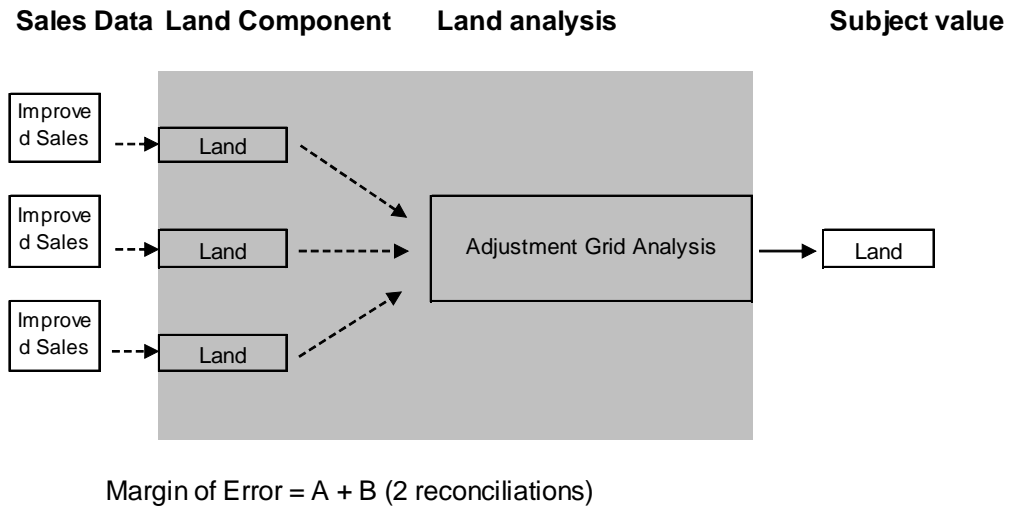 Sales Data Land Component Land analysis Subject value
Improve
d Sales
Land
Improve
d Sales
Land
Adjustment Grid Analysis
Land
Improve
d Sales
Land
Margin of Error = A + B (2 reconciliations)